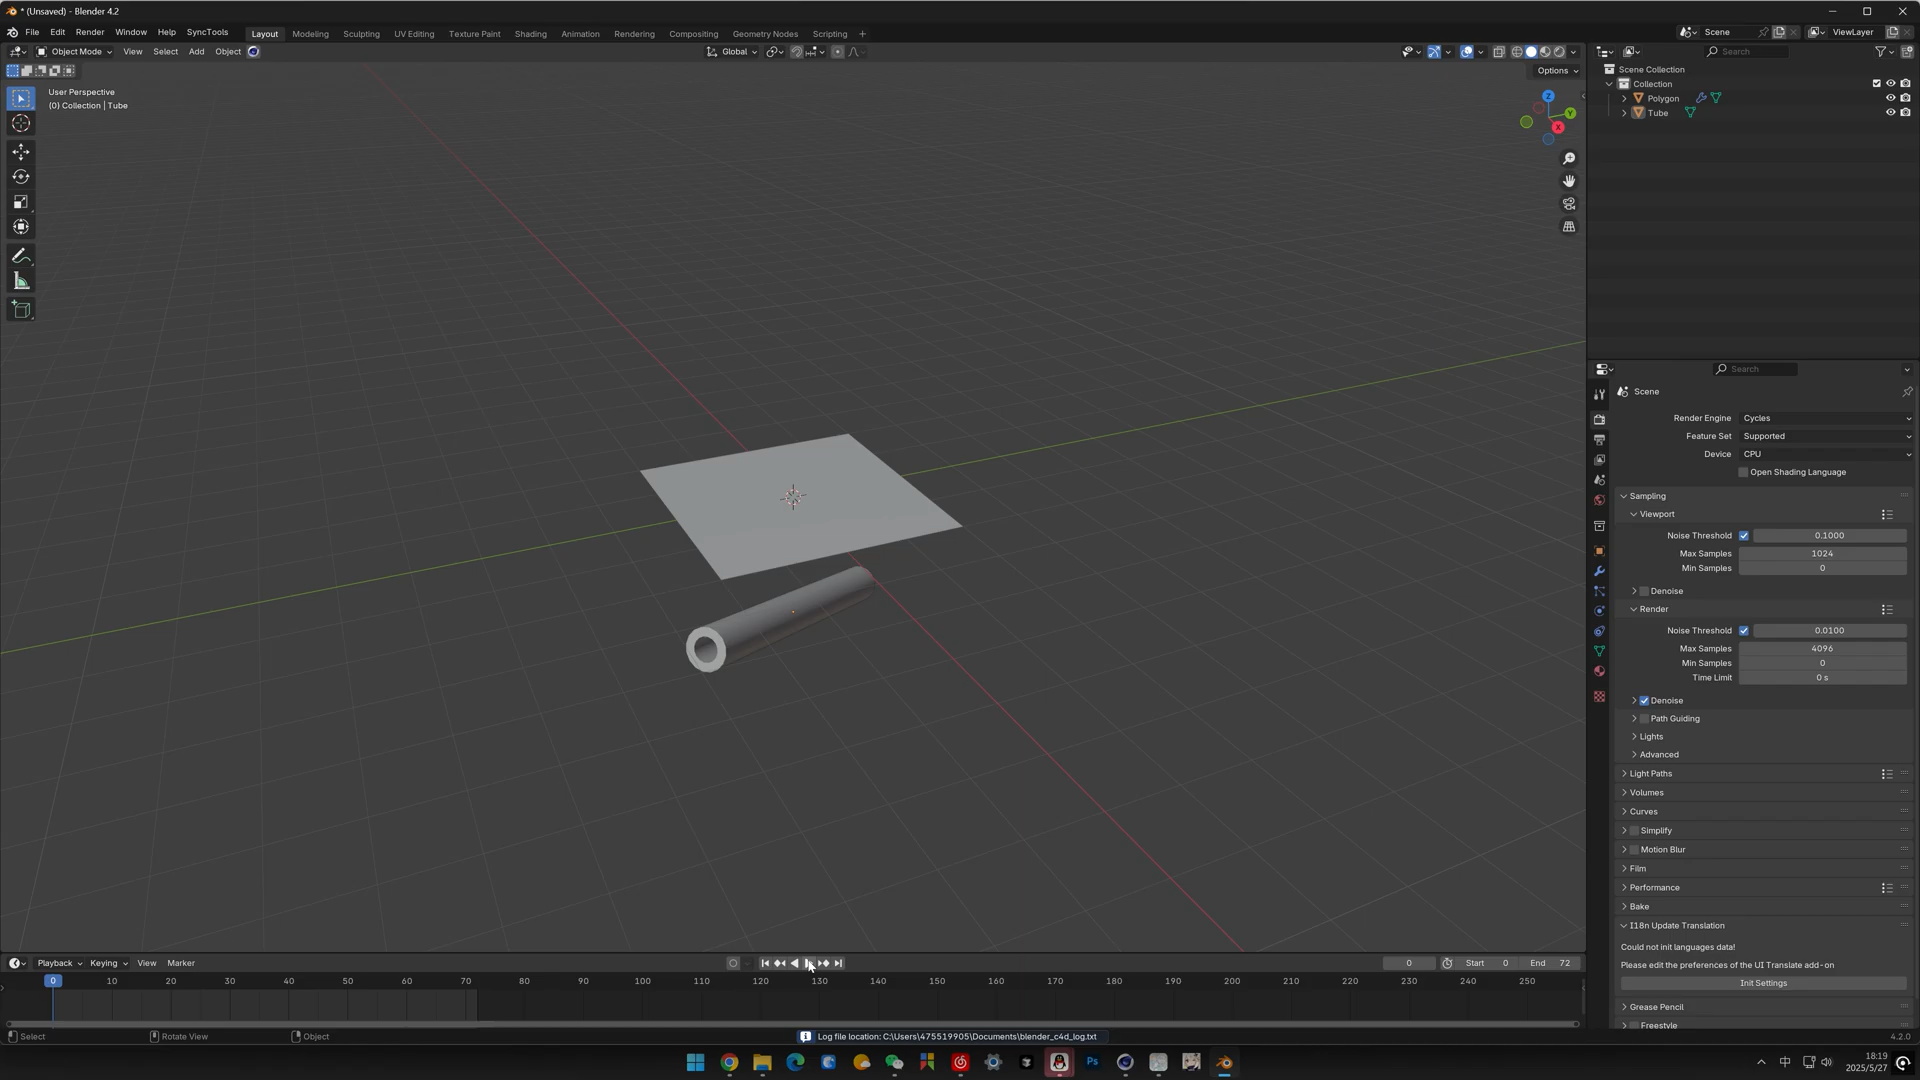 * (Unsaved) - Blender 4.2
File Edit Render Window Help SyncTools
Layout Modeling Sculpting UV Editing Texture Paint Shading Animation Rendering Compositing Geometry Nodes Scripting +
Scene ViewLayer
Object Mode View Select Add Object Global
Search
Options
User Perspective
(0) Collection | Tube
Z
Y
X
Scene Collection
Collection
Polygon
Tube
Search
Scene
Render Engine Cycles
Feature Set Supported
Device CPU
Open Shading Language
Sampling
Viewport
Noise Threshold 0.1000
Max Samples 1024
Min Samples 0
Denoise
Render
Noise Threshold 0.0100
Max Samples 4096
Min Samples 0
Time Limit 0 s
Denoise
Path Guiding
Lights
Advanced
Light Paths
Volumes
Curves
Simplify
Motion Blur
Film
Performance
Bake
I18n Update Translation
Could not init languages data!
Please edit the preferences of the UI Translate add-on
Init Settings
Grease Pencil
Freestyle
Playback Keying View Marker 0 Start 0 End 72
0 10 20 30 40 50 60 70 80 90 100 110 120 130 140 150 160 170 180 190 200 210 220 230 240 250
Select Rotate View Object Log file location: C:\Users\475519905\Documents\blender_c4d_log.txt 4.2.0
Ps
中
18:19
2025/5/27